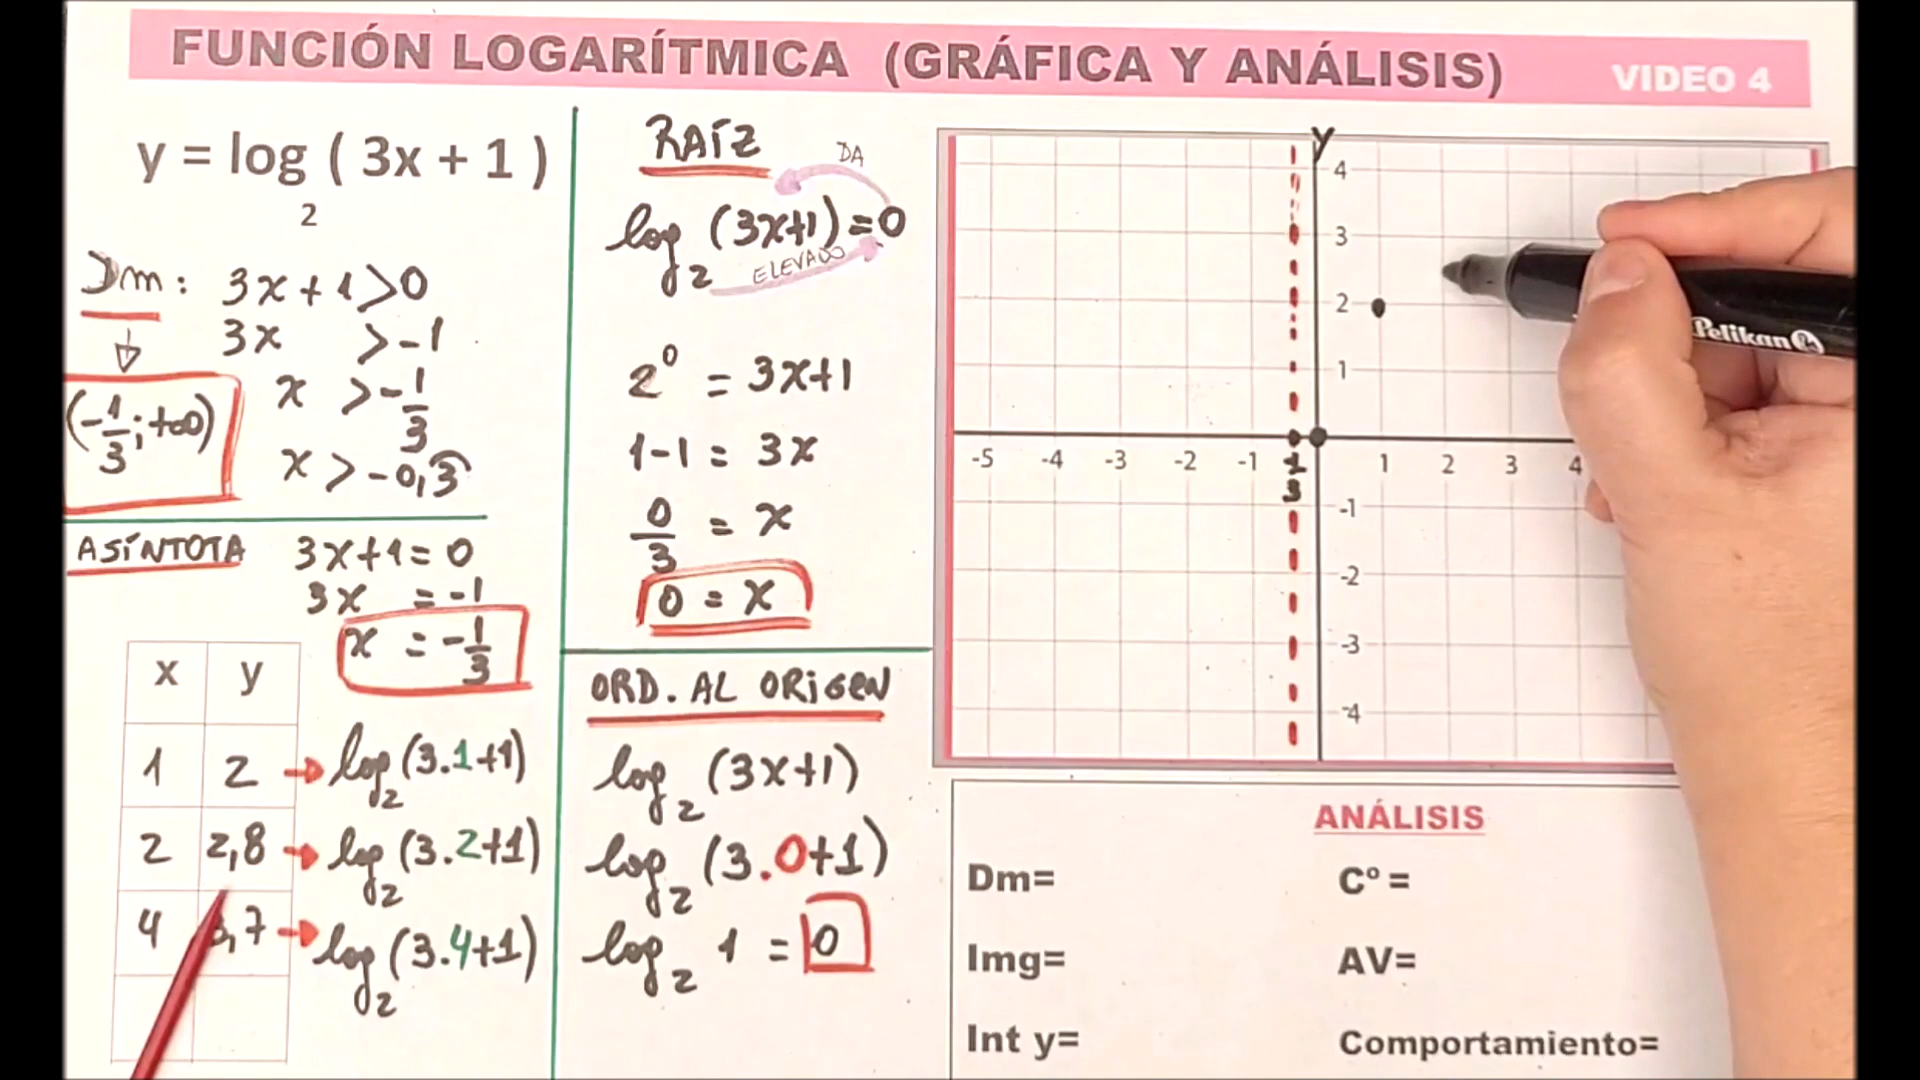 FUNCIÓN LOGARÍTMICA (GRÁFICA Y ANÁLISIS) VIDEO 4
y = log₂ ( 3x + 1 )
Dm: 3x+1>0
3x >-1
x >-1/3
(-1/3;+∞)
x >-0,3
ASÍNTOTA 3x+1=0
3x =-1
x =-1/3
x y
1 2 → log₂(3.1+1)
2 2,8 → log₂(3.2+1)
4 ,7 → log₂(3.4+1)
RAÍZ
DA
log₂(3x+1)=0
ELEVADO
2⁰ = 3x+1
1-1 = 3x
0/3 = x
0 = x
ORD. AL ORIGEN
log₂ (3x+1)
log₂ (3.0+1)
log₂ 1 = 0
y
4
3
2
1
-5 -4 -3 -2 -1 1/3 1 2 3 4
-1
-2
-3
-4
Pelikan
ANÁLISIS
Dm= Cº =
Img= AV=
Int y= Comportamiento=